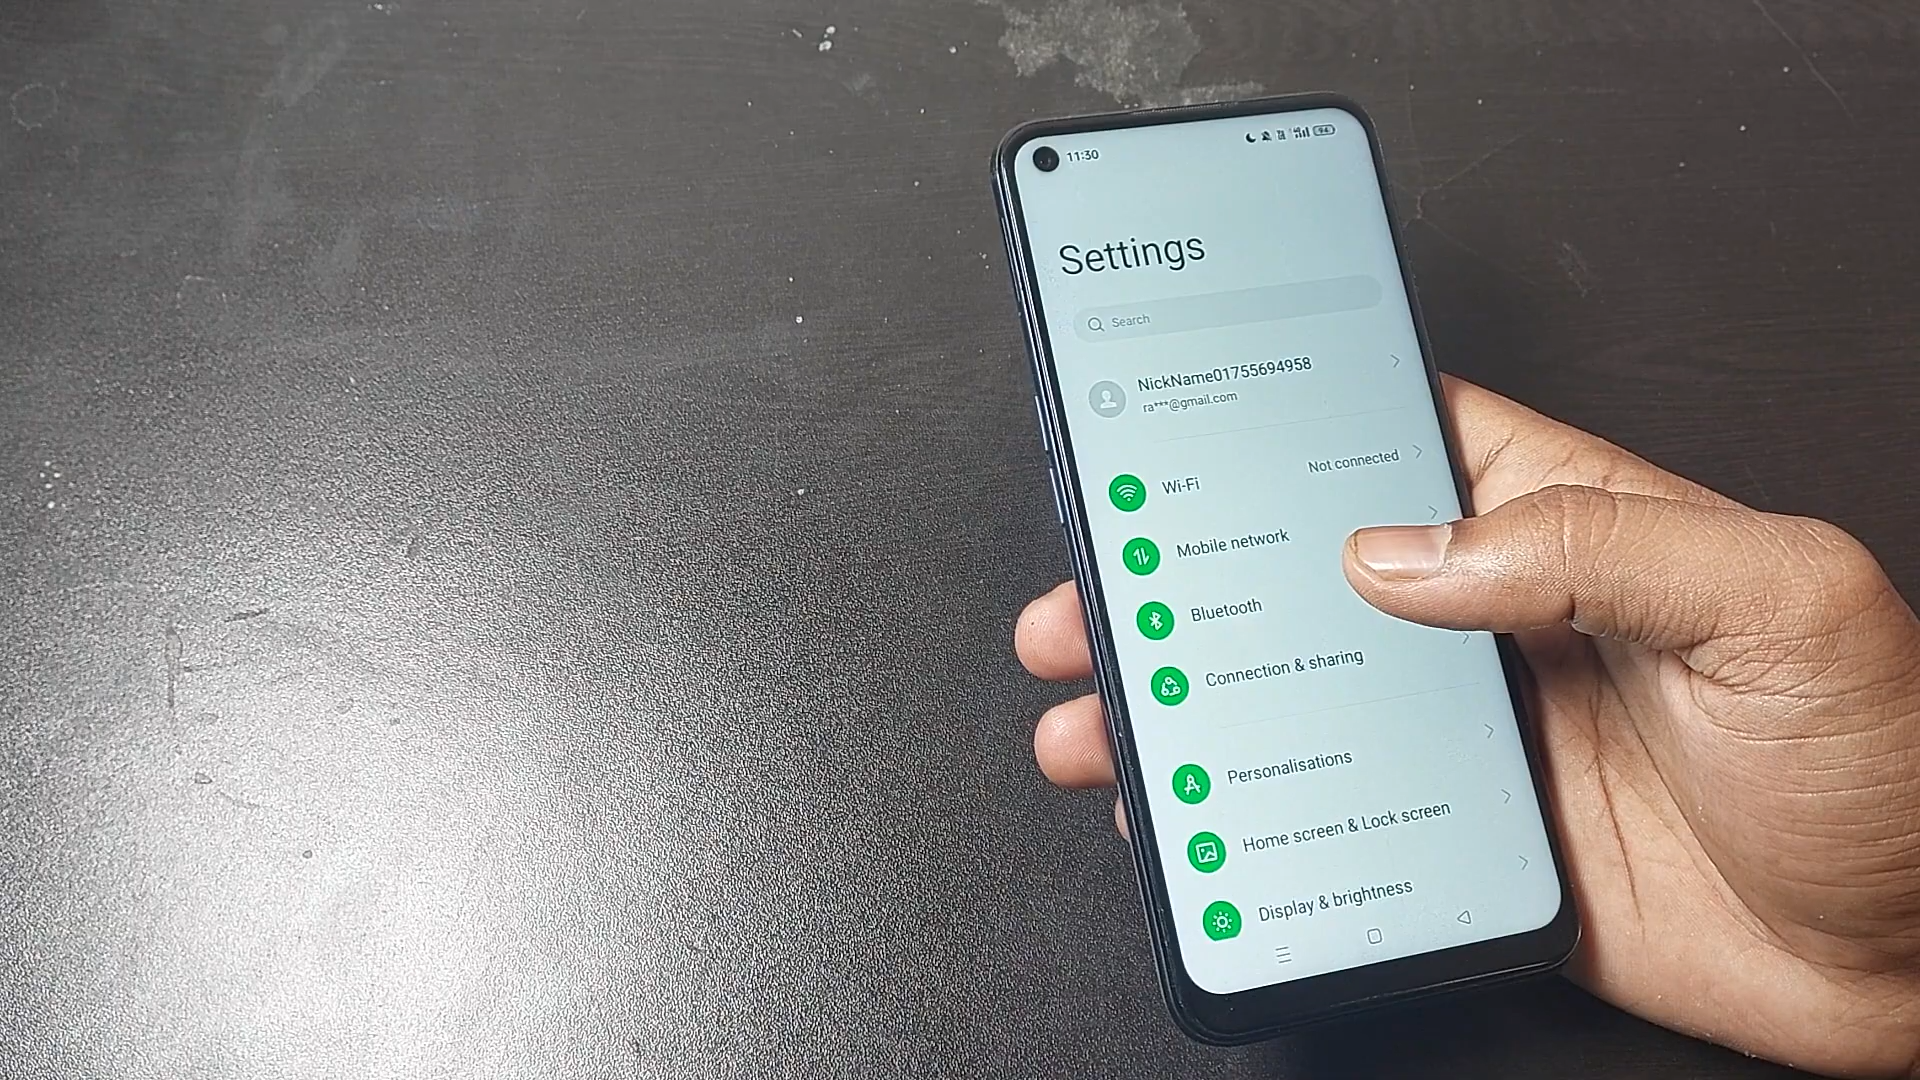 11:30
94
Settings
Search
NickName01755694958
ra***@gmail.com
Wi-Fi
Not connected
Mobile network
Bluetooth
Connection & sharing
Personalisations
Home screen & Lock screen
Display & brightness